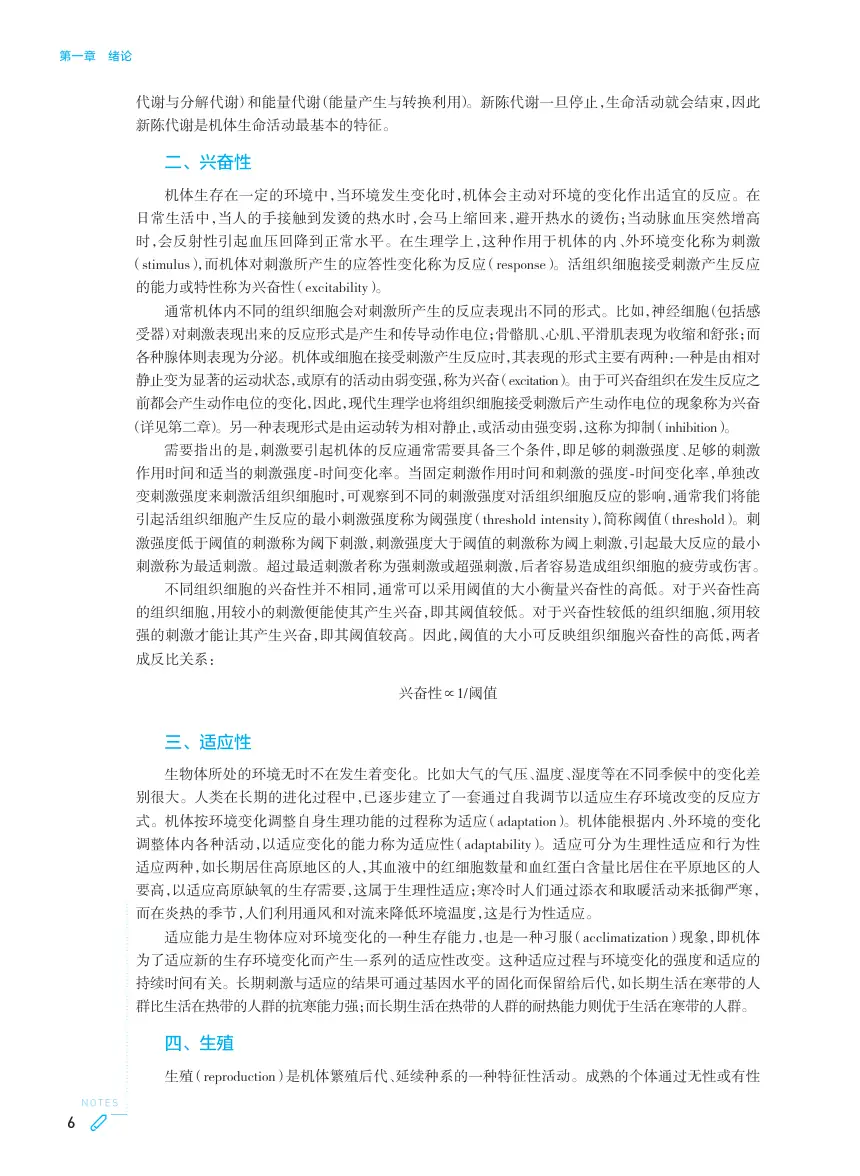 第一章　绪论
代谢与分解代谢）和能量代谢（能量产生与转换利用）。新陈代谢一旦停止，生命活动就会结束，因此
新陈代谢是机体生命活动最基本的特征。
二、兴奋性
机体生存在一定的环境中，当环境发生变化时，机体会主动对环境的变化作出适宜的反应。在
日常生活中，当人的手接触到发烫的热水时，会马上缩回来，避开热水的烫伤；当动脉血压突然增高
时，会反射性引起血压回降到正常水平。在生理学上，这种作用于机体的内、外环境变化称为刺激
（stimulus），而机体对刺激所产生的应答性变化称为反应（response）。活组织细胞接受刺激产生反应
的能力或特性称为兴奋性（excitability）。
通常机体内不同的组织细胞会对刺激所产生的反应表现出不同的形式。比如，神经细胞（包括感
受器）对刺激表现出来的反应形式是产生和传导动作电位；骨骼肌、心肌、平滑肌表现为收缩和舒张；而
各种腺体则表现为分泌。机体或细胞在接受刺激产生反应时，其表现的形式主要有两种：一种是由相对
静止变为显著的运动状态，或原有的活动由弱变强，称为兴奋（excitation）。由于可兴奋组织在发生反应之
前都会产生动作电位的变化，因此，现代生理学也将组织细胞接受刺激后产生动作电位的现象称为兴奋
（详见第二章）。另一种表现形式是由运动转为相对静止，或活动由强变弱，这称为抑制（inhibition）。
需要指出的是，刺激要引起机体的反应通常需要具备三个条件，即足够的刺激强度、足够的刺激
作用时间和适当的刺激强度-时间变化率。当固定刺激作用时间和刺激的强度-时间变化率，单独改
变刺激强度来刺激活组织细胞时，可观察到不同的刺激强度对活组织细胞反应的影响，通常我们将能
引起活组织细胞产生反应的最小刺激强度称为阈强度（threshold intensity），简称阈值（threshold）。刺
激强度低于阈值的刺激称为阈下刺激，刺激强度大于阈值的刺激称为阈上刺激，引起最大反应的最小
刺激称为最适刺激。超过最适刺激者称为强刺激或超强刺激，后者容易造成组织细胞的疲劳或伤害。
不同组织细胞的兴奋性并不相同，通常可以采用阈值的大小衡量兴奋性的高低。对于兴奋性高
的组织细胞，用较小的刺激便能使其产生兴奋，即其阈值较低。对于兴奋性较低的组织细胞，须用较
强的刺激才能让其产生兴奋，即其阈值较高。因此，阈值的大小可反映组织细胞兴奋性的高低，两者
成反比关系：
兴奋性∝1/阈值
三、适应性
生物体所处的环境无时不在发生着变化。比如大气的气压、温度、湿度等在不同季候中的变化差
别很大。人类在长期的进化过程中，已逐步建立了一套通过自我调节以适应生存环境改变的反应方
式。机体按环境变化调整自身生理功能的过程称为适应（adaptation）。机体能根据内、外环境的变化
调整体内各种活动，以适应变化的能力称为适应性（adaptability）。适应可分为生理性适应和行为性
适应两种，如长期居住高原地区的人，其血液中的红细胞数量和血红蛋白含量比居住在平原地区的人
要高，以适应高原缺氧的生存需要，这属于生理性适应；寒冷时人们通过添衣和取暖活动来抵御严寒，
而在炎热的季节，人们利用通风和对流来降低环境温度，这是行为性适应。
适应能力是生物体应对环境变化的一种生存能力，也是一种习服（acclimatization）现象，即机体
为了适应新的生存环境变化而产生一系列的适应性改变。这种适应过程与环境变化的强度和适应的
持续时间有关。长期刺激与适应的结果可通过基因水平的固化而保留给后代，如长期生活在寒带的人
群比生活在热带的人群的抗寒能力强；而长期生活在热带的人群的耐热能力则优于生活在寒带的人群。
四、生殖
生殖（reproduction）是机体繁殖后代、延续种系的一种特征性活动。成熟的个体通过无性或有性
NOTES
6